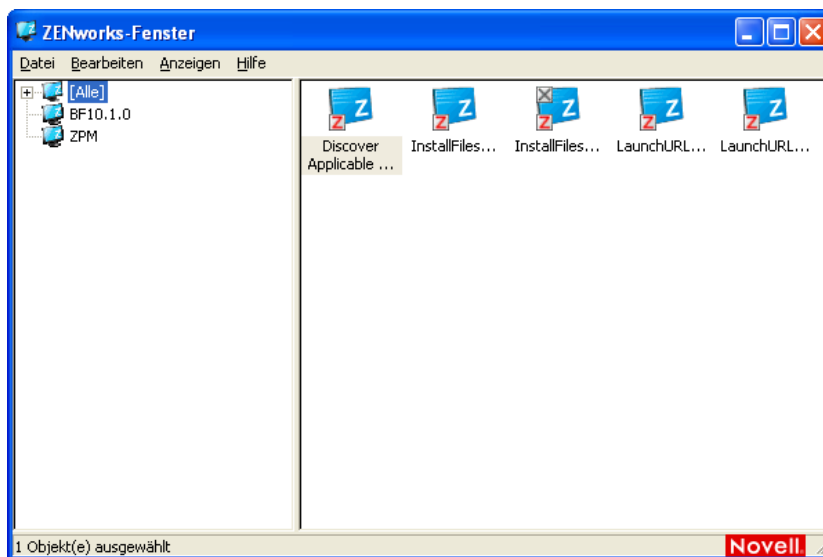 ZENworks-Fenster
Datei Bearbeiten Anzeigen Hilfe
[Alle]
BF10.1.0
ZPM
Discover
Applicable ...
InstallFiles...
InstallFiles...
LaunchURL...
LaunchURL...
1 Objekt(e) ausgewählt
Novell.